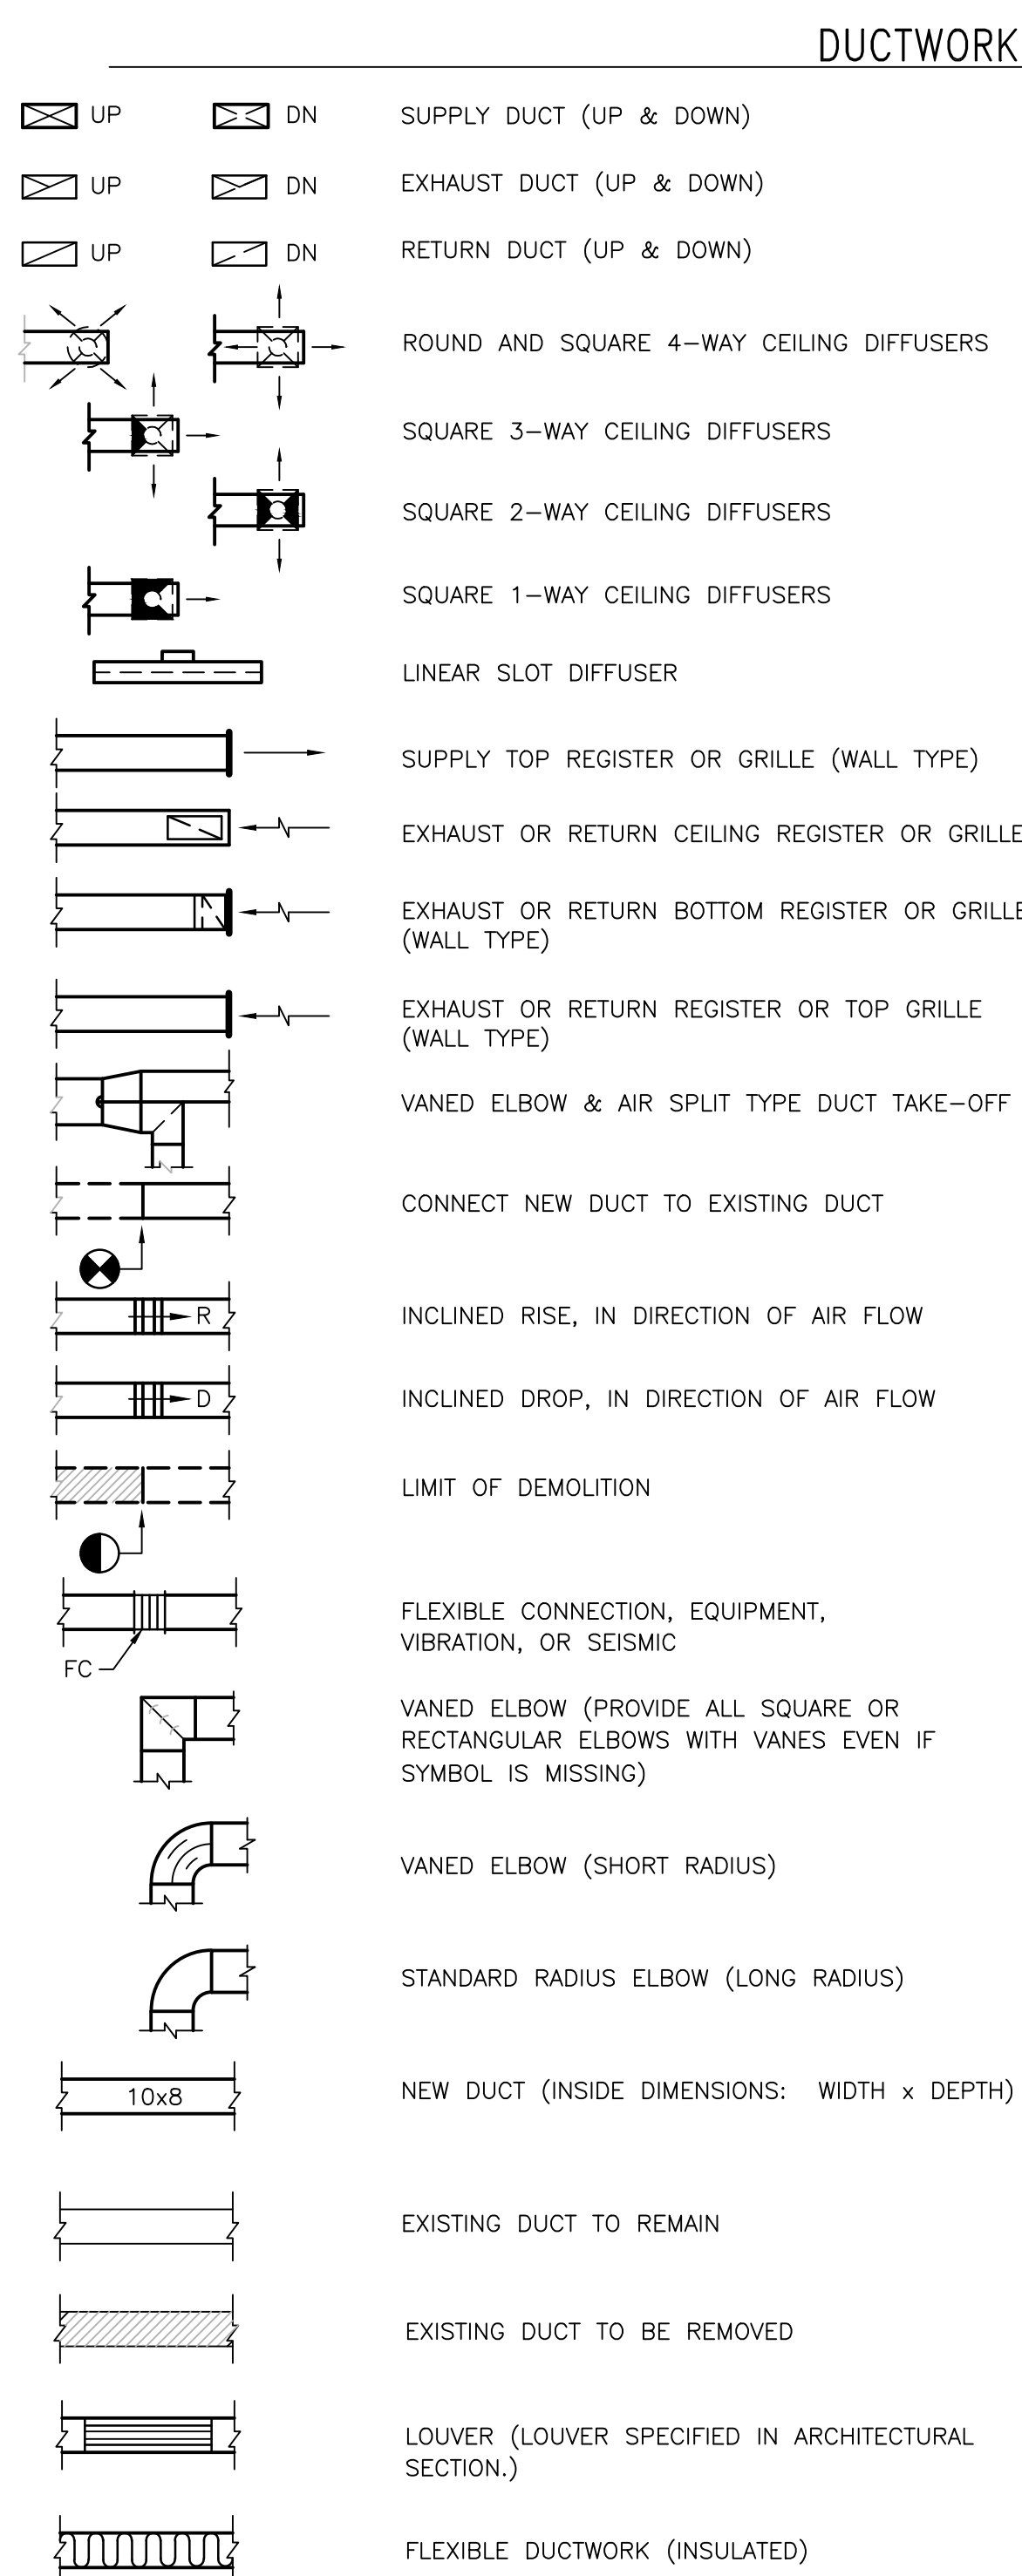 DUCTWORK
UP DN SUPPLY DUCT (UP & DOWN)
UP DN EXHAUST DUCT (UP & DOWN)
UP DN RETURN DUCT (UP & DOWN)
ROUND AND SQUARE 4-WAY CEILING DIFFUSERS
SQUARE 3-WAY CEILING DIFFUSERS
SQUARE 2-WAY CEILING DIFFUSERS
SQUARE 1-WAY CEILING DIFFUSERS
LINEAR SLOT DIFFUSER
SUPPLY TOP REGISTER OR GRILLE (WALL TYPE)
EXHAUST OR RETURN CEILING REGISTER OR GRILLE
EXHAUST OR RETURN BOTTOM REGISTER OR GRILLE
(WALL TYPE)
EXHAUST OR RETURN REGISTER OR TOP GRILLE
(WALL TYPE)
VANED ELBOW & AIR SPLIT TYPE DUCT TAKE-OFF
CONNECT NEW DUCT TO EXISTING DUCT
R INCLINED RISE, IN DIRECTION OF AIR FLOW
D INCLINED DROP, IN DIRECTION OF AIR FLOW
LIMIT OF DEMOLITION
FLEXIBLE CONNECTION, EQUIPMENT,
VIBRATION, OR SEISMIC
FC
VANED ELBOW (PROVIDE ALL SQUARE OR
RECTANGULAR ELBOWS WITH VANES EVEN IF
SYMBOL IS MISSING)
VANED ELBOW (SHORT RADIUS)
STANDARD RADIUS ELBOW (LONG RADIUS)
10x8 NEW DUCT (INSIDE DIMENSIONS: WIDTH x DEPTH)
EXISTING DUCT TO REMAIN
EXISTING DUCT TO BE REMOVED
LOUVER (LOUVER SPECIFIED IN ARCHITECTURAL
SECTION.)
FLEXIBLE DUCTWORK (INSULATED)